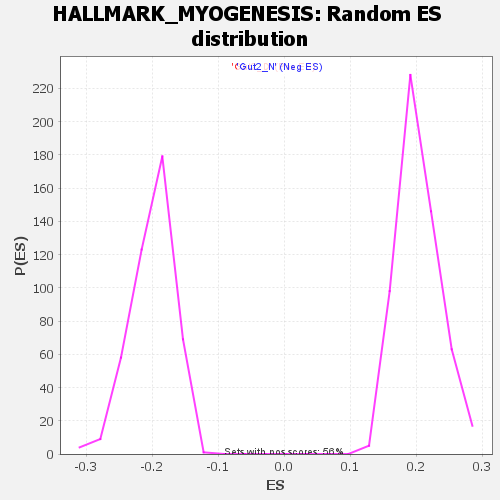 HALLMARK_MYOGENESIS: Random ES
distribution
'Gut2_N' (Neg ES)
220
200
180
160
140
120
100
80
60
40
20
0
P(ES)
Sets with pos scores: 56%
-0.3 -0.2 -0.1 0.0 0.1 0.2 0.3
ES